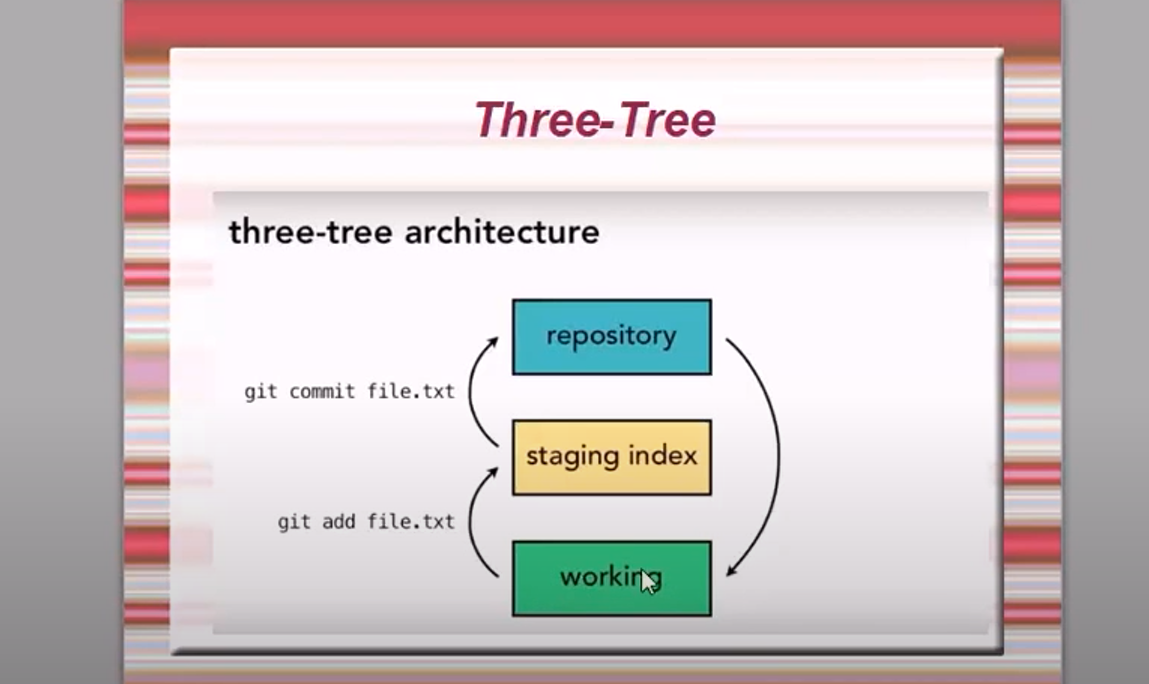 Three-Tree
three-tree architecture
repository
git commit file.txt
staging index
git add file.txt
working